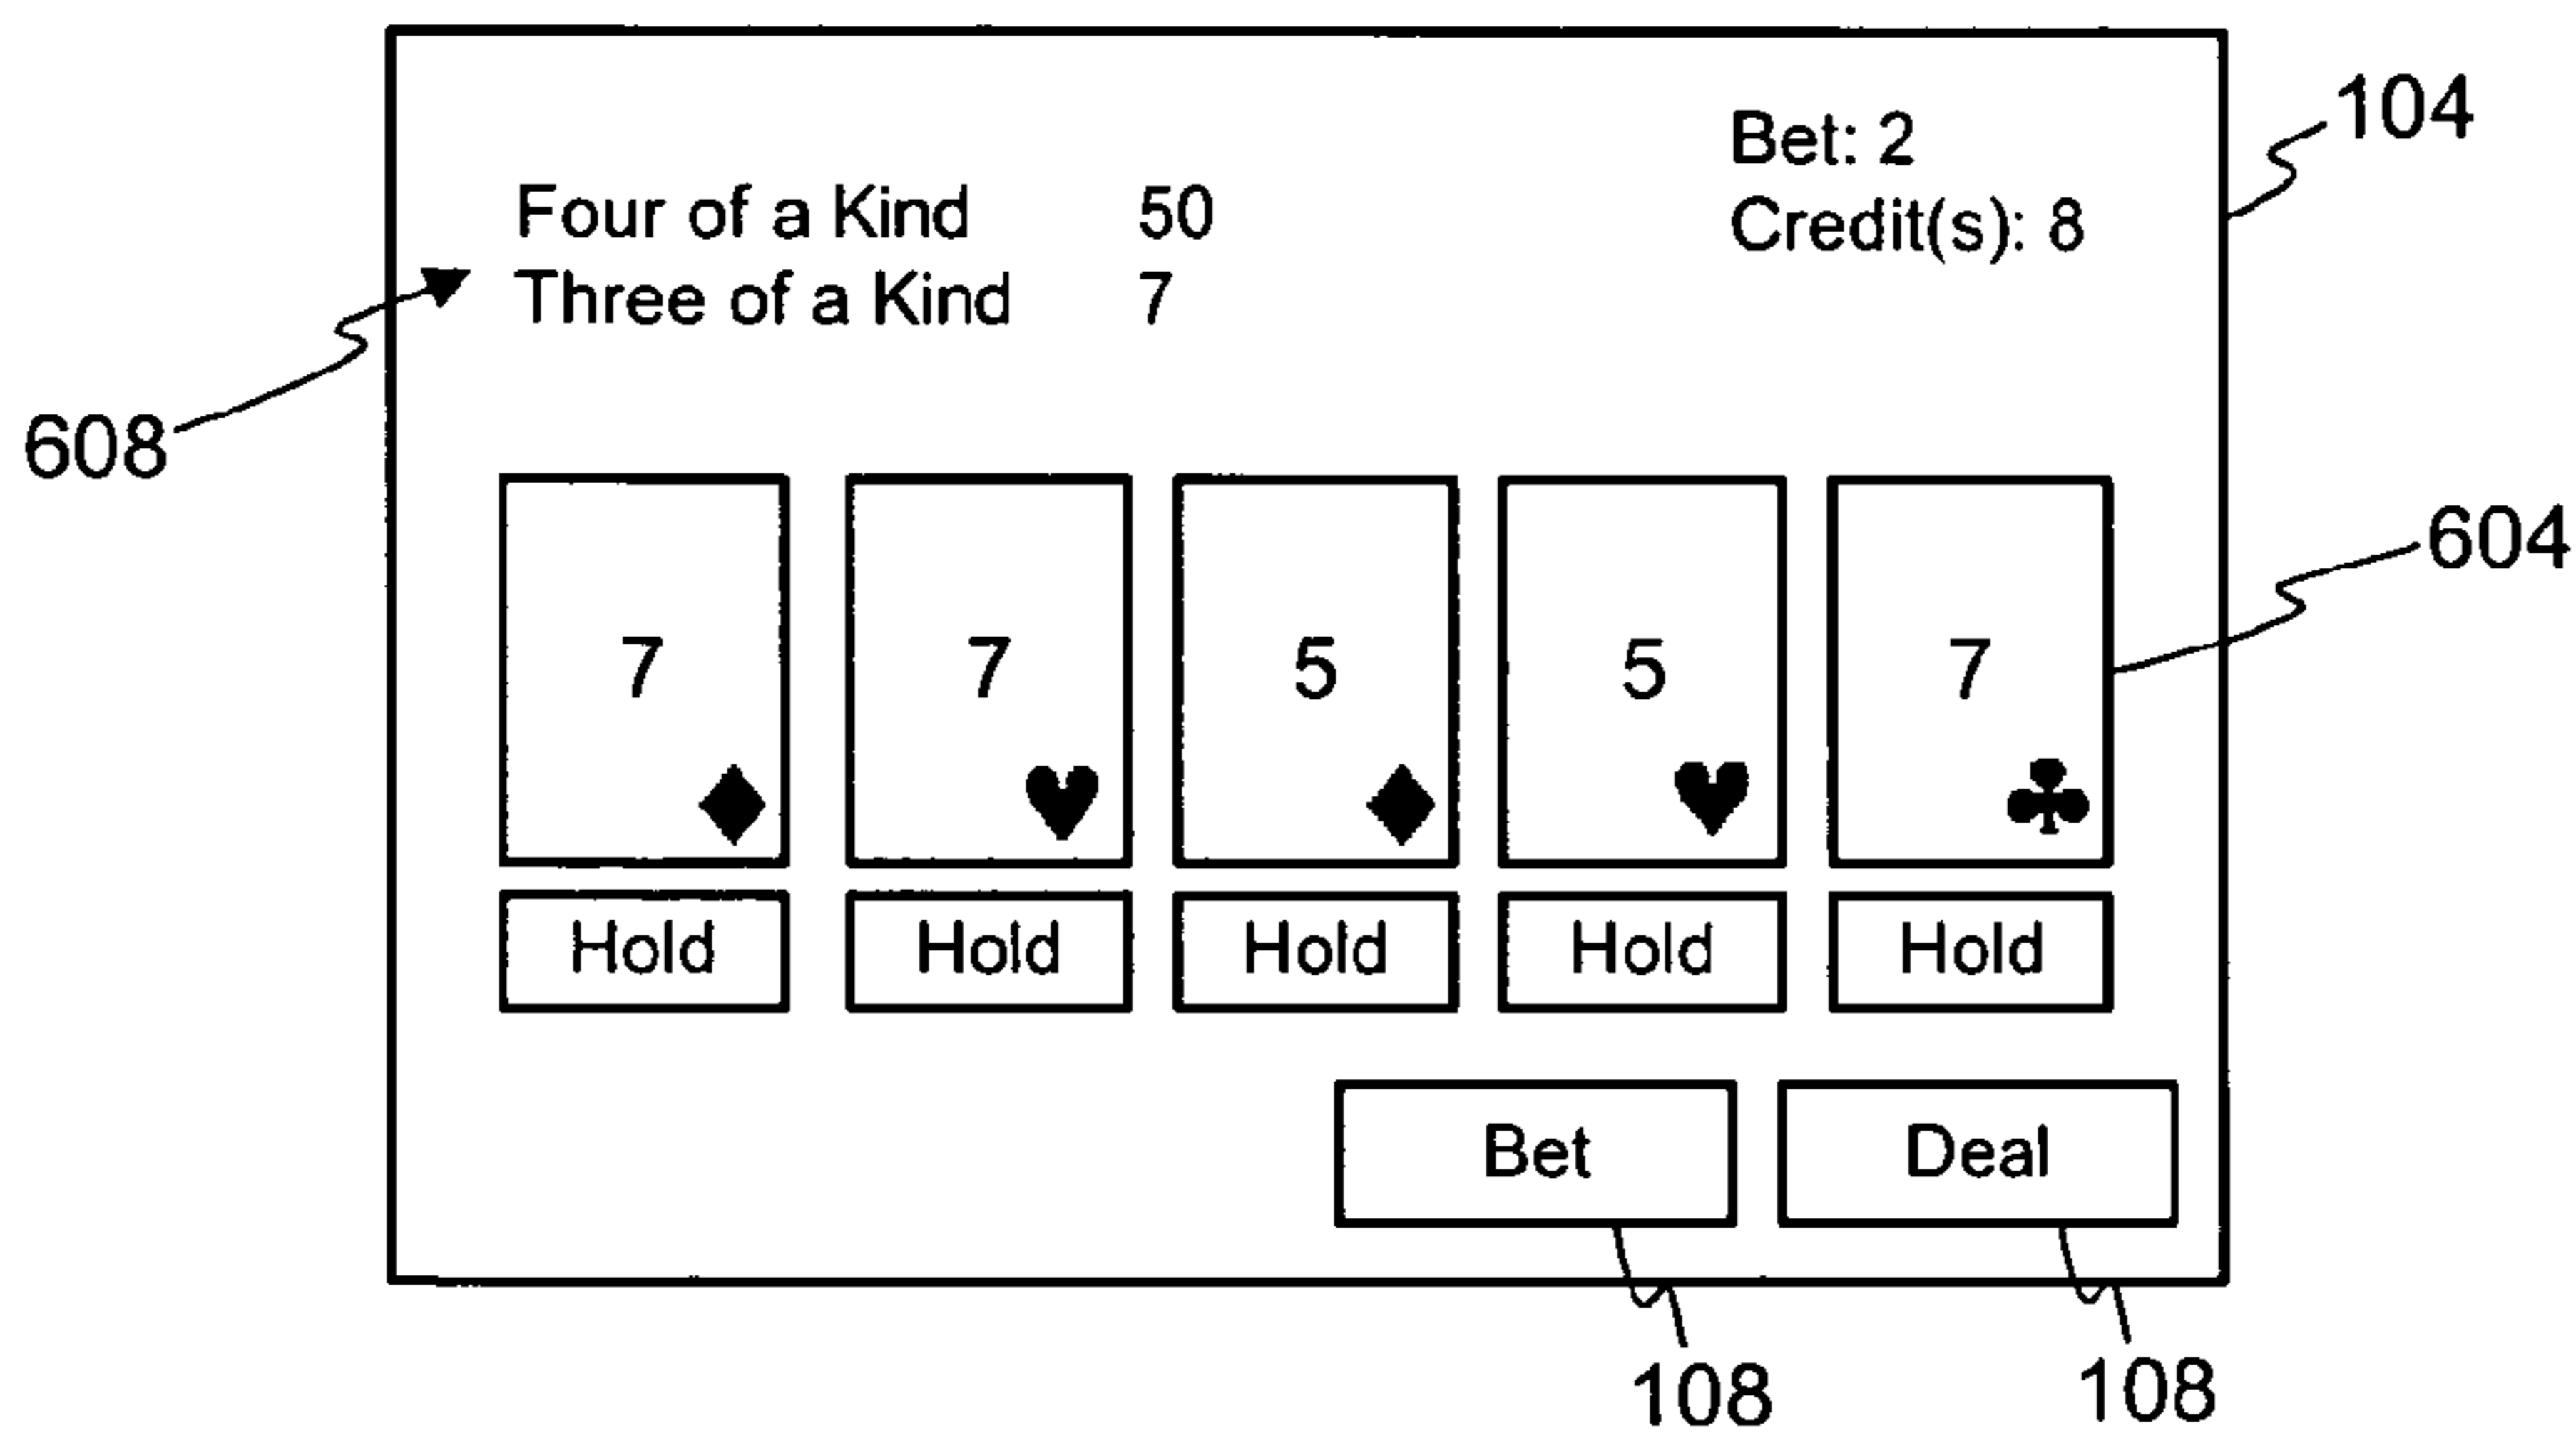 104
Bet: 2
Four of a Kind 50
Credit(s): 8
Three of a Kind 7
608
604
7 7 5 5 7
Hold Hold Hold Hold Hold
Bet Deal
108 108